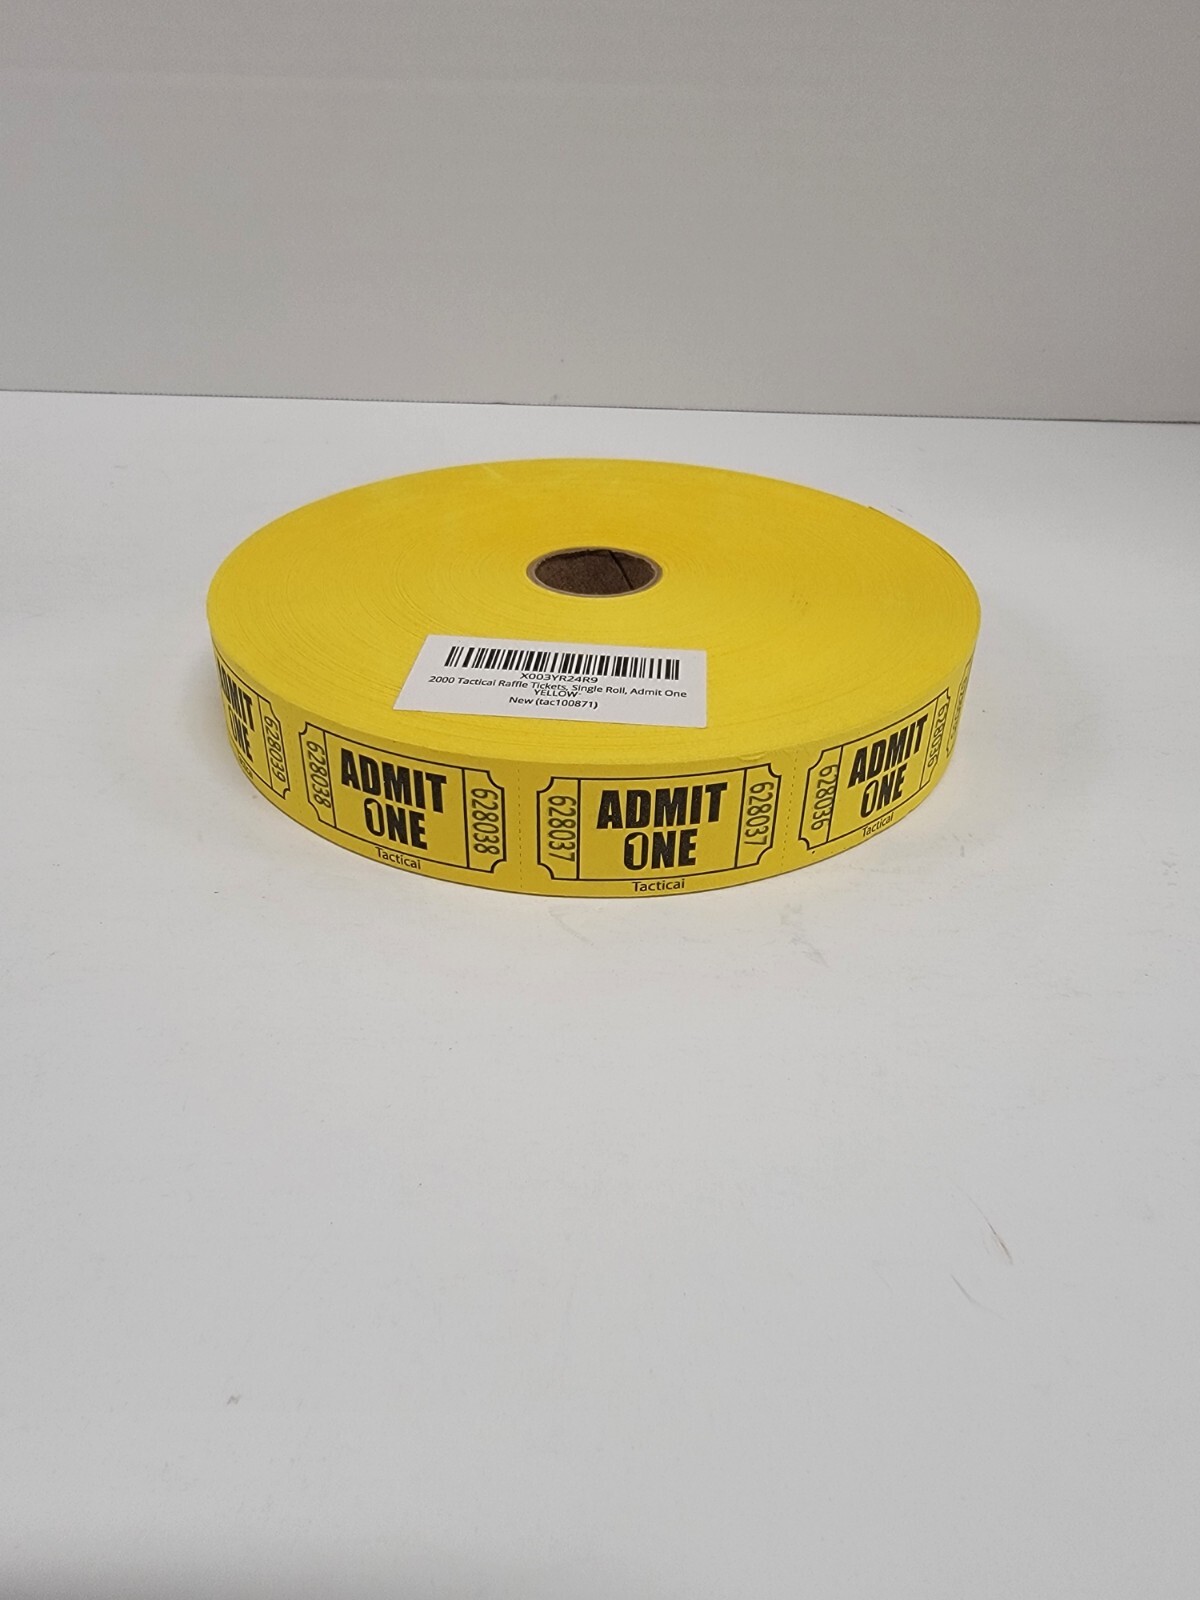 X003YR24R9
2000 Tactical Raffle Tickets, Single Roll, Admit One
YELLOW
New (tac100871)
ADMIT
ONE
628039
628038
ADMIT
ONE
628038
Tactical
628037
ADMIT
ONE
628037
Tactical
628036
ADMIT
ONE
628036
Tactical